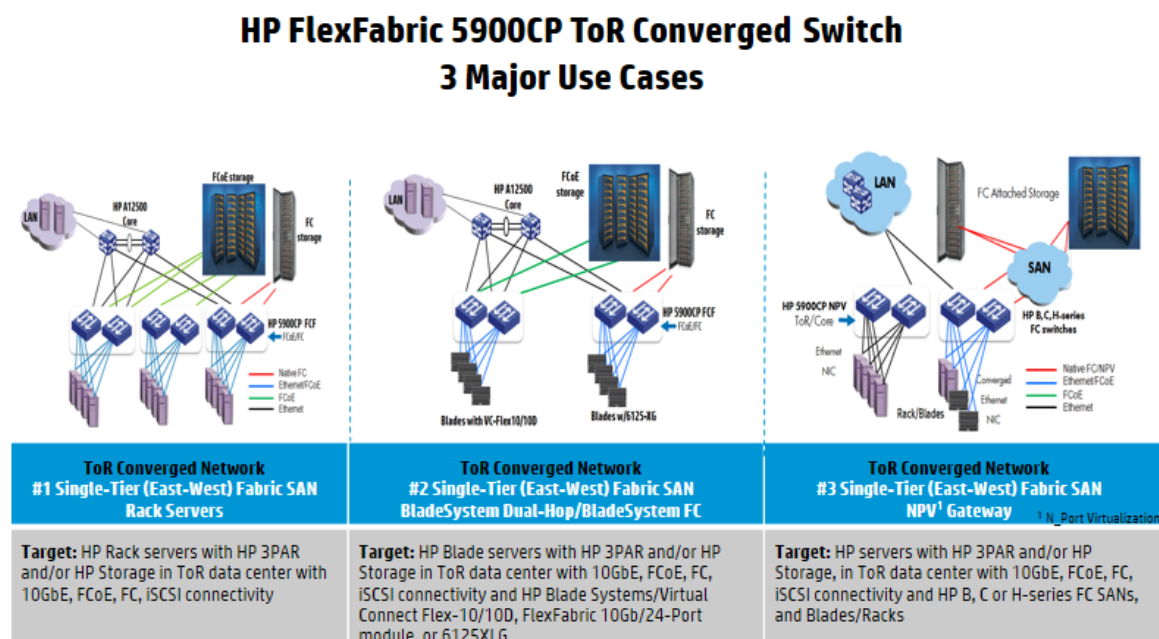 HP FlexFabric 5900CP ToR Converged Switch
3 Major Use Cases
LAN
HP A12500
Core
FCoE storage
FC
storage
HP 5900CP FCF
FCoE/FC
Native FC
Ethernet/FCoE
FCoE
Ethernet
LAN
HP A12500
Core
FCoE
storage
FC
storage
HP 5900CP FCF
FCoE/FC
Blades with VC-Flex10/10D
Blades w/6125-XG
LAN
FC Attached Storage
SAN
HP 5900CP NPV
ToR/Core
HP B,C,H-series
FC switches
Ethernet
NIC
Converged
Ethernet
NIC
Rack/Blades
Native FC/NPV
Ethernet/FCoE
FCoE
Ethernet
ToR Converged Network
#1 Single-Tier (East-West) Fabric SAN
Rack Servers
ToR Converged Network
#2 Single-Tier (East-West) Fabric SAN
BladeSystem Dual-Hop/BladeSystem FC
ToR Converged Network
#3 Single-Tier (East-West) Fabric SAN
NPV¹ Gateway
¹ N_Port Virtualization
Target: HP Rack servers with HP 3PAR
and/or HP Storage in ToR data center with
10GbE, FCoE, FC, iSCSI connectivity
Target: HP Blade servers with HP 3PAR and/or HP
Storage in ToR data center with 10GbE, FCoE, FC,
iSCSI connectivity and HP Blade Systems/Virtual
Connect Flex-10/10D, FlexFabric 10Gb/24-Port
module, or 6125XLG
Target: HP servers with HP 3PAR and/or HP
Storage, in ToR data center with 10GbE, FCoE, FC,
iSCSI connectivity and HP B, C or H-series FC SANs,
and Blades/Racks